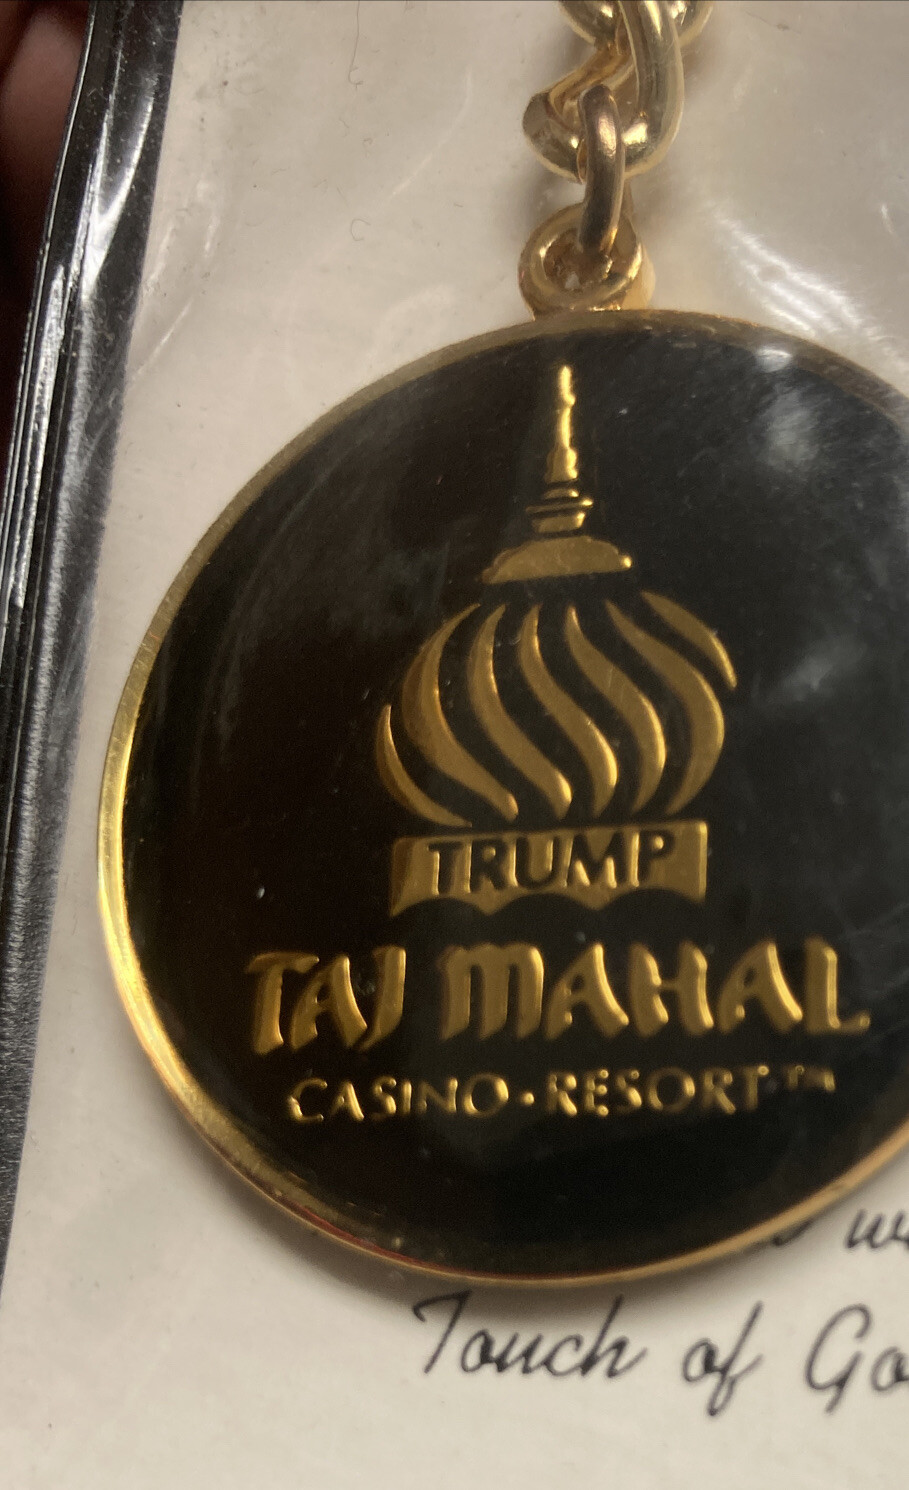 TRUMP
TAJ MAHAL
CASINO • RESORT™
Touch of